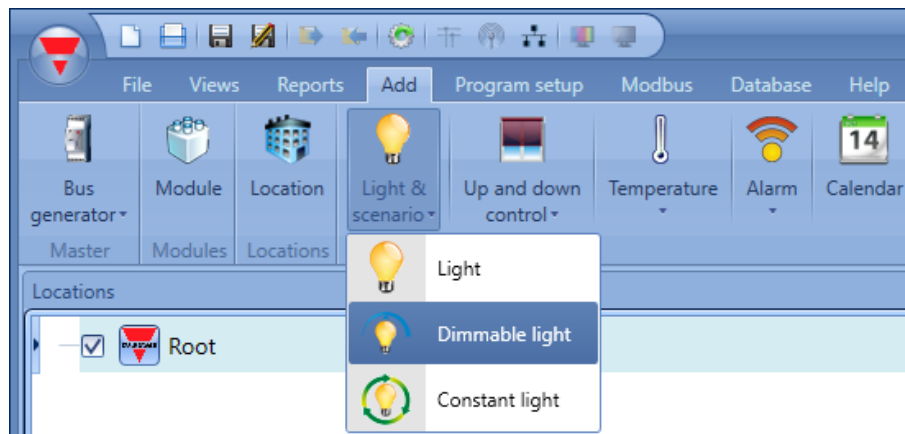 File Views Reports Add Program setup Modbus Database Help
Bus generator Module Location Light & scenario Up and down control Temperature Alarm 14 Calendar
Master Modules Locations
Locations
Light
Dimmable light
Constant light
Root